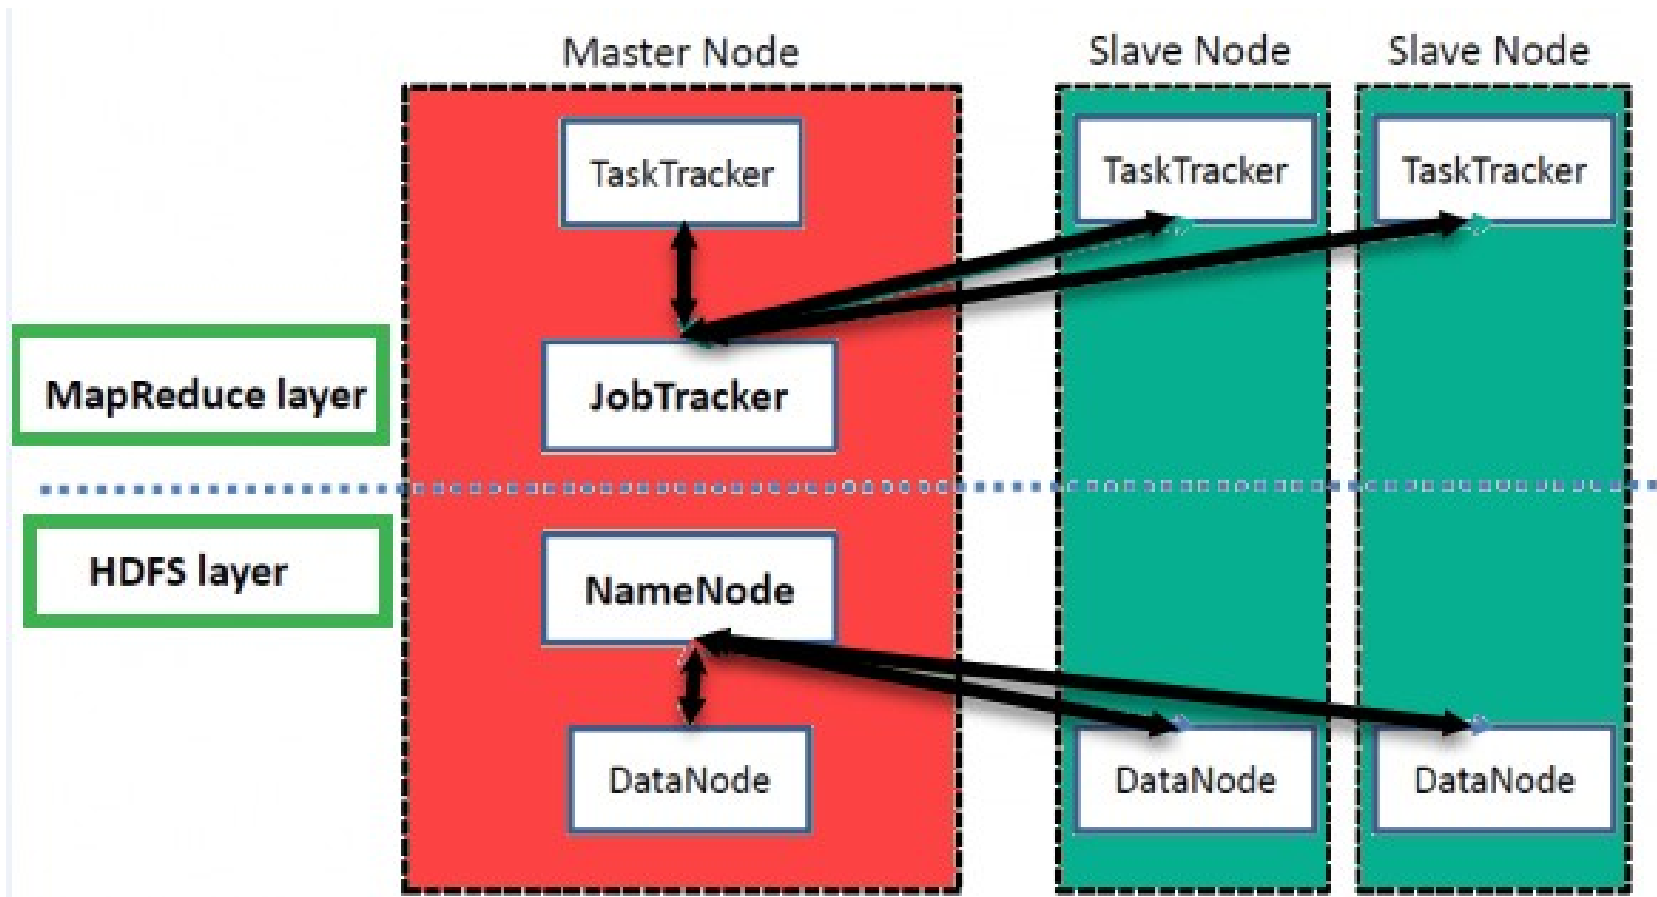 Master Node
Slave Node
Slave Node
TaskTracker
TaskTracker
TaskTracker
MapReduce layer
JobTracker
HDFS layer
NameNode
DataNode
DataNode
DataNode